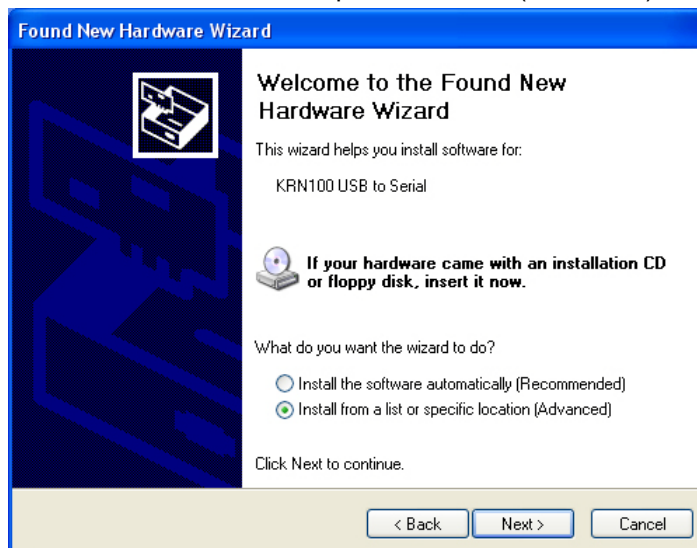 Found New Hardware Wizard
Welcome to the Found New
Hardware Wizard
This wizard helps you install software for:
KRN100 USB to Serial
If your hardware came with an installation CD
or floppy disk, insert it now.
What do you want the wizard to do?
Install the software automatically (Recommended)
Install from a list or specific location (Advanced)
Click Next to continue.
< Back Next > Cancel